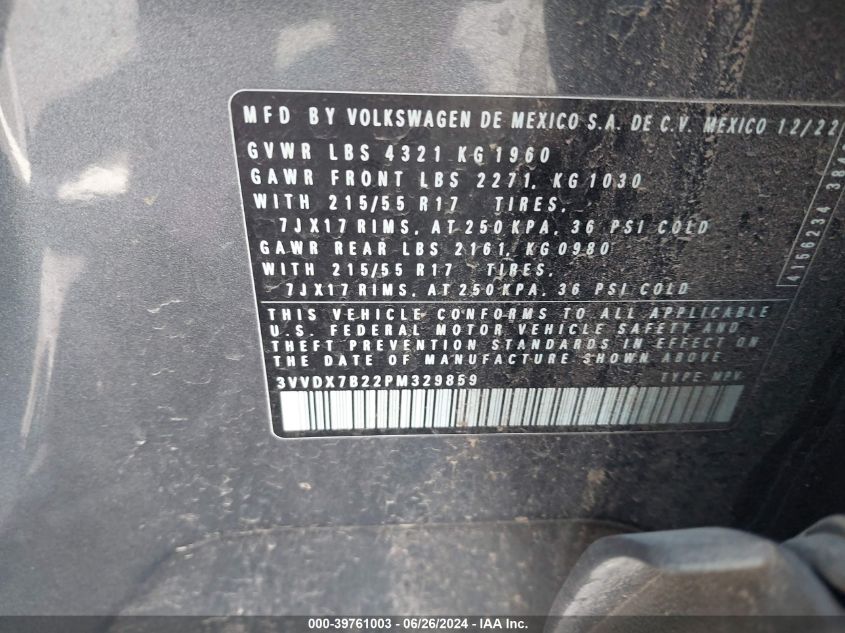 MFD BY VOLKSWAGEN DE MEXICO S.A. DE C.V. MEXICO 12/22
GVWR LBS 4321 KG 1960
GAWR FRONT LBS 2271, KG 1030
WITH 215/55 R17 TIRES,
7JX17 RIMS, AT 250 KPA, 36 PSI COLD
GAWR REAR LBS 2161, KG 0980
WITH 215/55 R17 TIRES,
7JX17 RIMS, AT 250 KPA, 36 PSI COLD
THIS VEHICLE CONFORMS TO ALL APPLICABLE
U.S. FEDERAL MOTOR VEHICLE SAFETY AND
THEFT PREVENTION STANDARDS IN EFFECT ON
THE DATE OF MANUFACTURE SHOWN ABOVE.
3VVDX7B22PM329859 TYPE MPV
4156234
000-39761003 / 06/26/2024 / IAAI.com